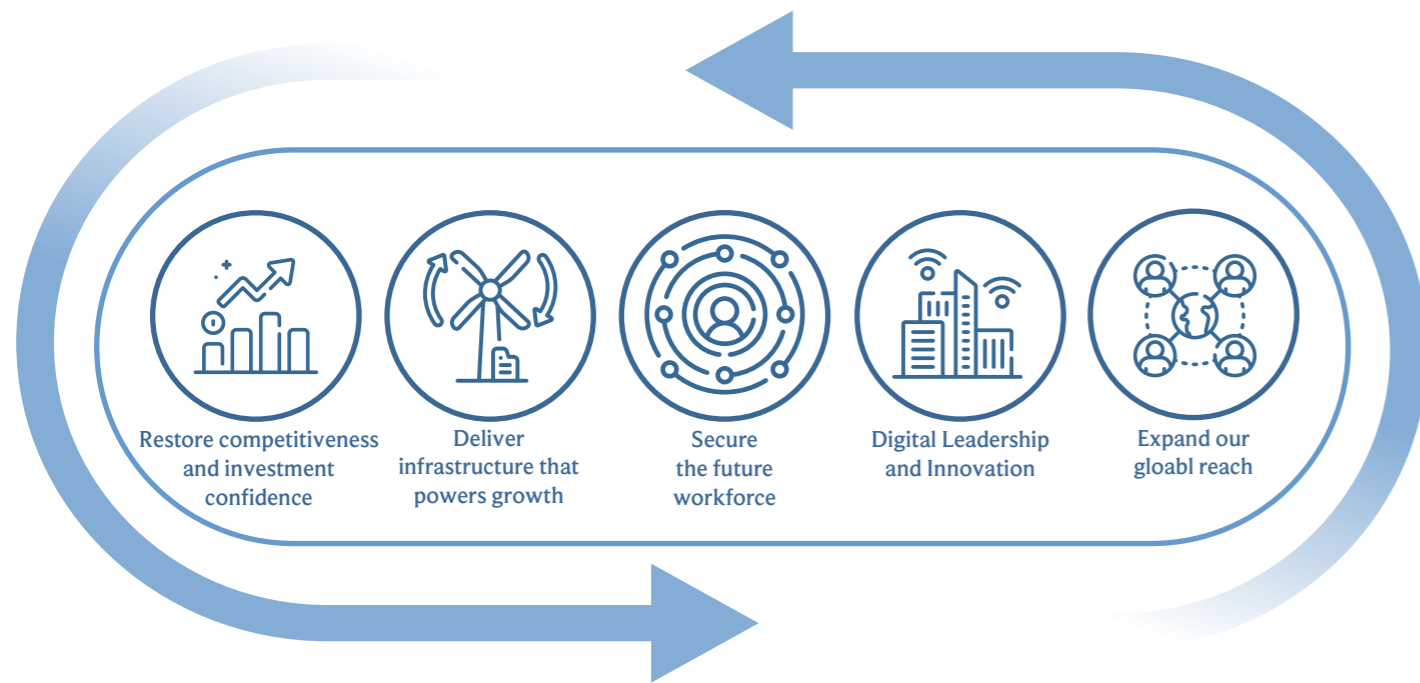 Restore competitiveness
and investment
confidence
Deliver
infrastructure that
powers growth
Secure
the future
workforce
Digital Leadership
and Innovation
Expand our
gloabl reach